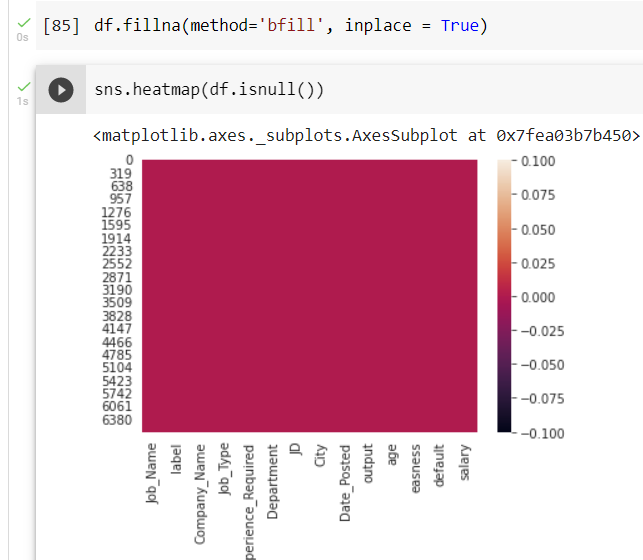 [85] df.fillna(method='bfill', inplace = True)
0s
sns.heatmap(df.isnull())
1s
<matplotlib.axes._subplots.AxesSubplot at 0x7fea03b7b450>
0
319
638
957
1276
1595
1914
2233
2552
2871
3190
3509
3828
4147
4466
4785
5104
5423
5742
6061
6380
0.100
0.075
0.050
0.025
0.000
-0.025
-0.050
-0.075
-0.100
Job_Name
label
Company_Name
Job_Type
perience_Required
Department
JD
City
Date_Posted
output
age
easness
default
salary